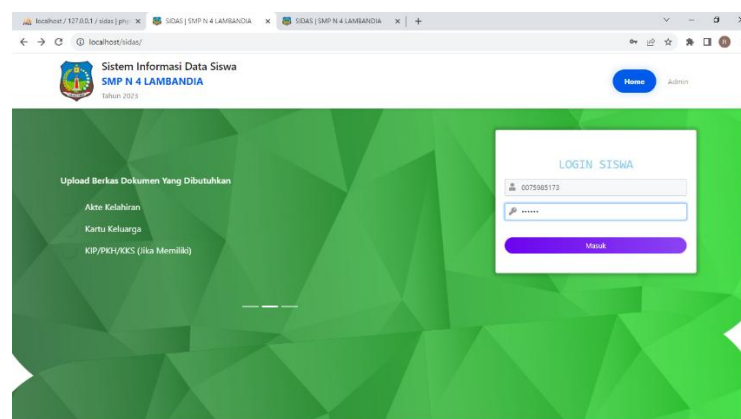 localhost / 127.0.0.1 / sidas | php
SIDAS | SMP N 4 LAMBANDIA
SIDAS | SMP N 4 LAMBANDIA
localhost/sidas/
Sistem Informasi Data Siswa
SMP N 4 LAMBANDIA
Tahun 2023
Home
Admin
LOGIN SISWA
Upload Berkas Dokumen Yang Dibutuhkan
0075985173
Akte Kelahiran
Kartu Keluarga
Masuk
KIP/PKH/KKS (Jika Memiliki)